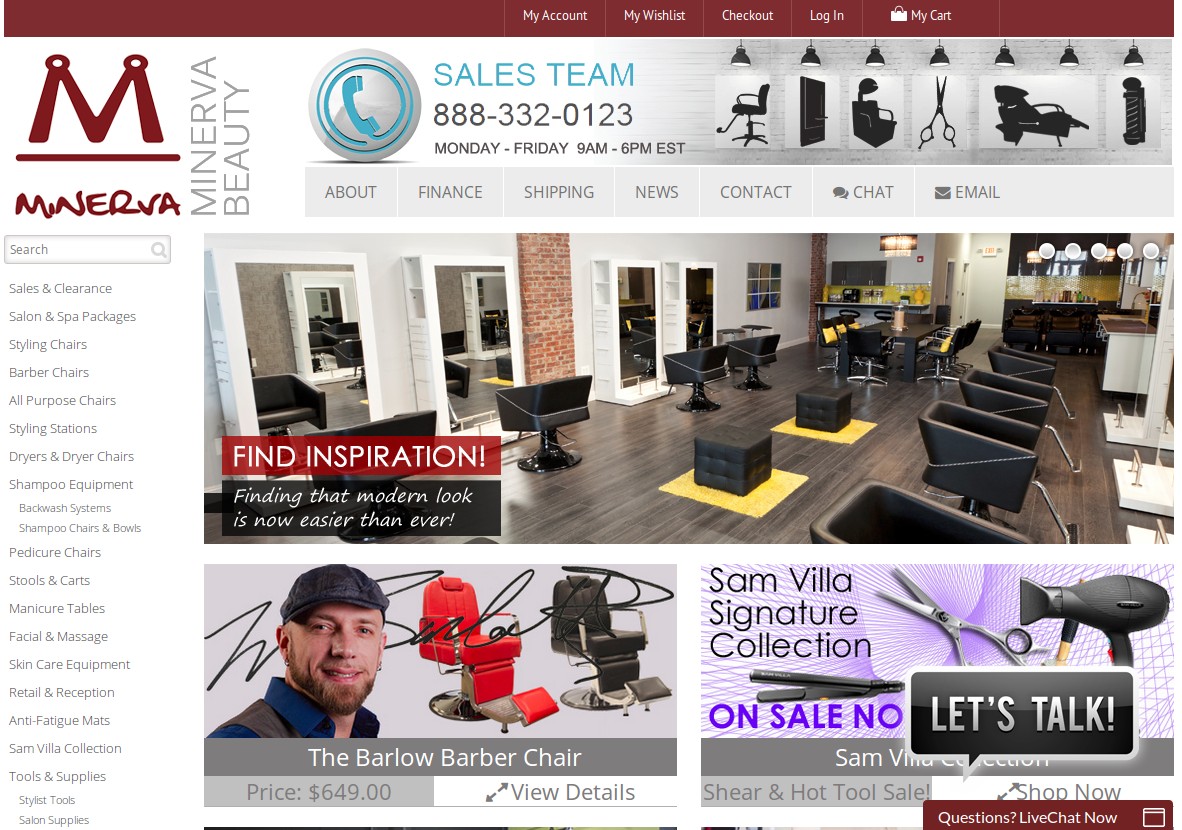 My Account
My Wishlist
Checkout
Log In
My Cart
MINERVA
MINERVA
BEAUTY
SALES TEAM
888-332-0123
MONDAY - FRIDAY 9AM - 6PM EST
ABOUT
FINANCE
SHIPPING
NEWS
CONTACT
CHAT
EMAIL
Search
Sales & Clearance
Salon & Spa Packages
Styling Chairs
Barber Chairs
All Purpose Chairs
Styling Stations
Dryers & Dryer Chairs
Shampoo Equipment
Backwash Systems
Shampoo Chairs & Bowls
Pedicure Chairs
Stools & Carts
Manicure Tables
Facial & Massage
Skin Care Equipment
Retail & Reception
Anti-Fatigue Mats
Sam Villa Collection
Tools & Supplies
Stylist Tools
Salon Supplies
EXIT
FIND INSPIRATION!
Finding that modern look
is now easier than ever!
The Barlow Barber Chair
Price: $649.00
View Details
Sam Villa
Signature
Collection
SAM VILLA
ON SALE NO
LET'S TALK!
Sam Villa Collection
Shear & Hot Tool Sale!
Shop Now
Questions? LiveChat Now